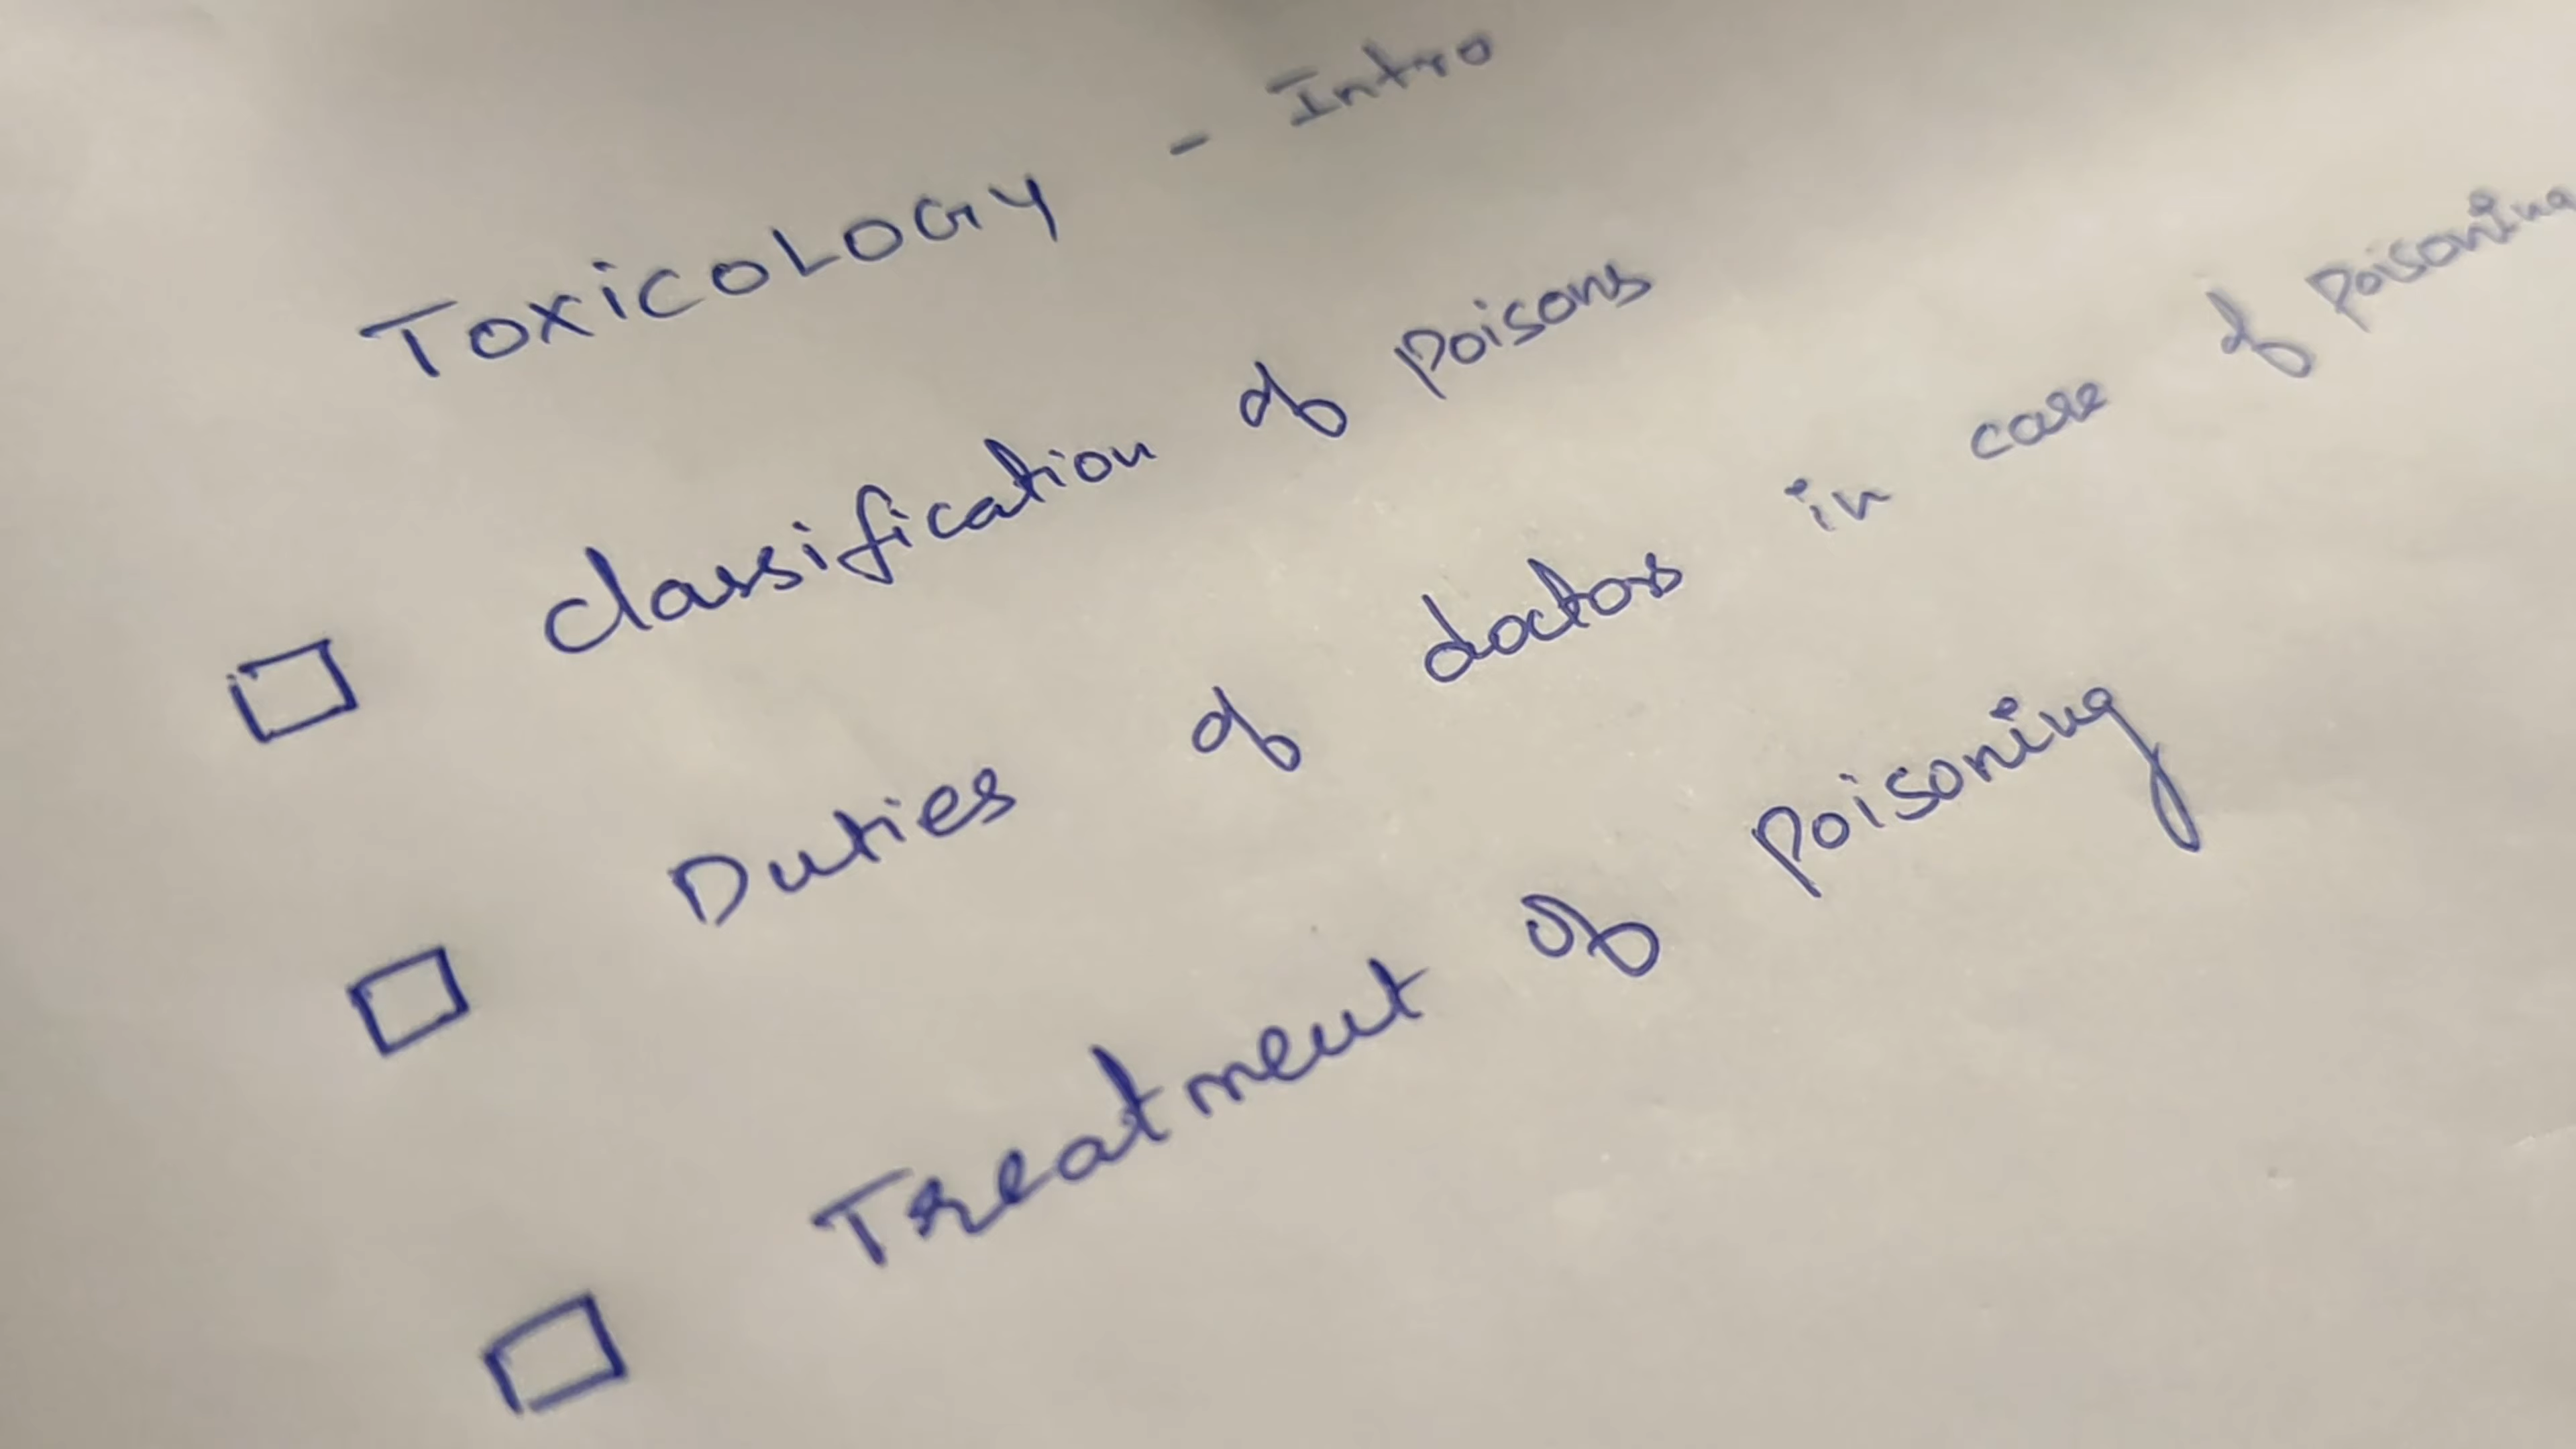 Toxicology - Intro
☐ classification of poisons
☐ Duties of doctors in case of poisoning
☐ Treatment of poisoning